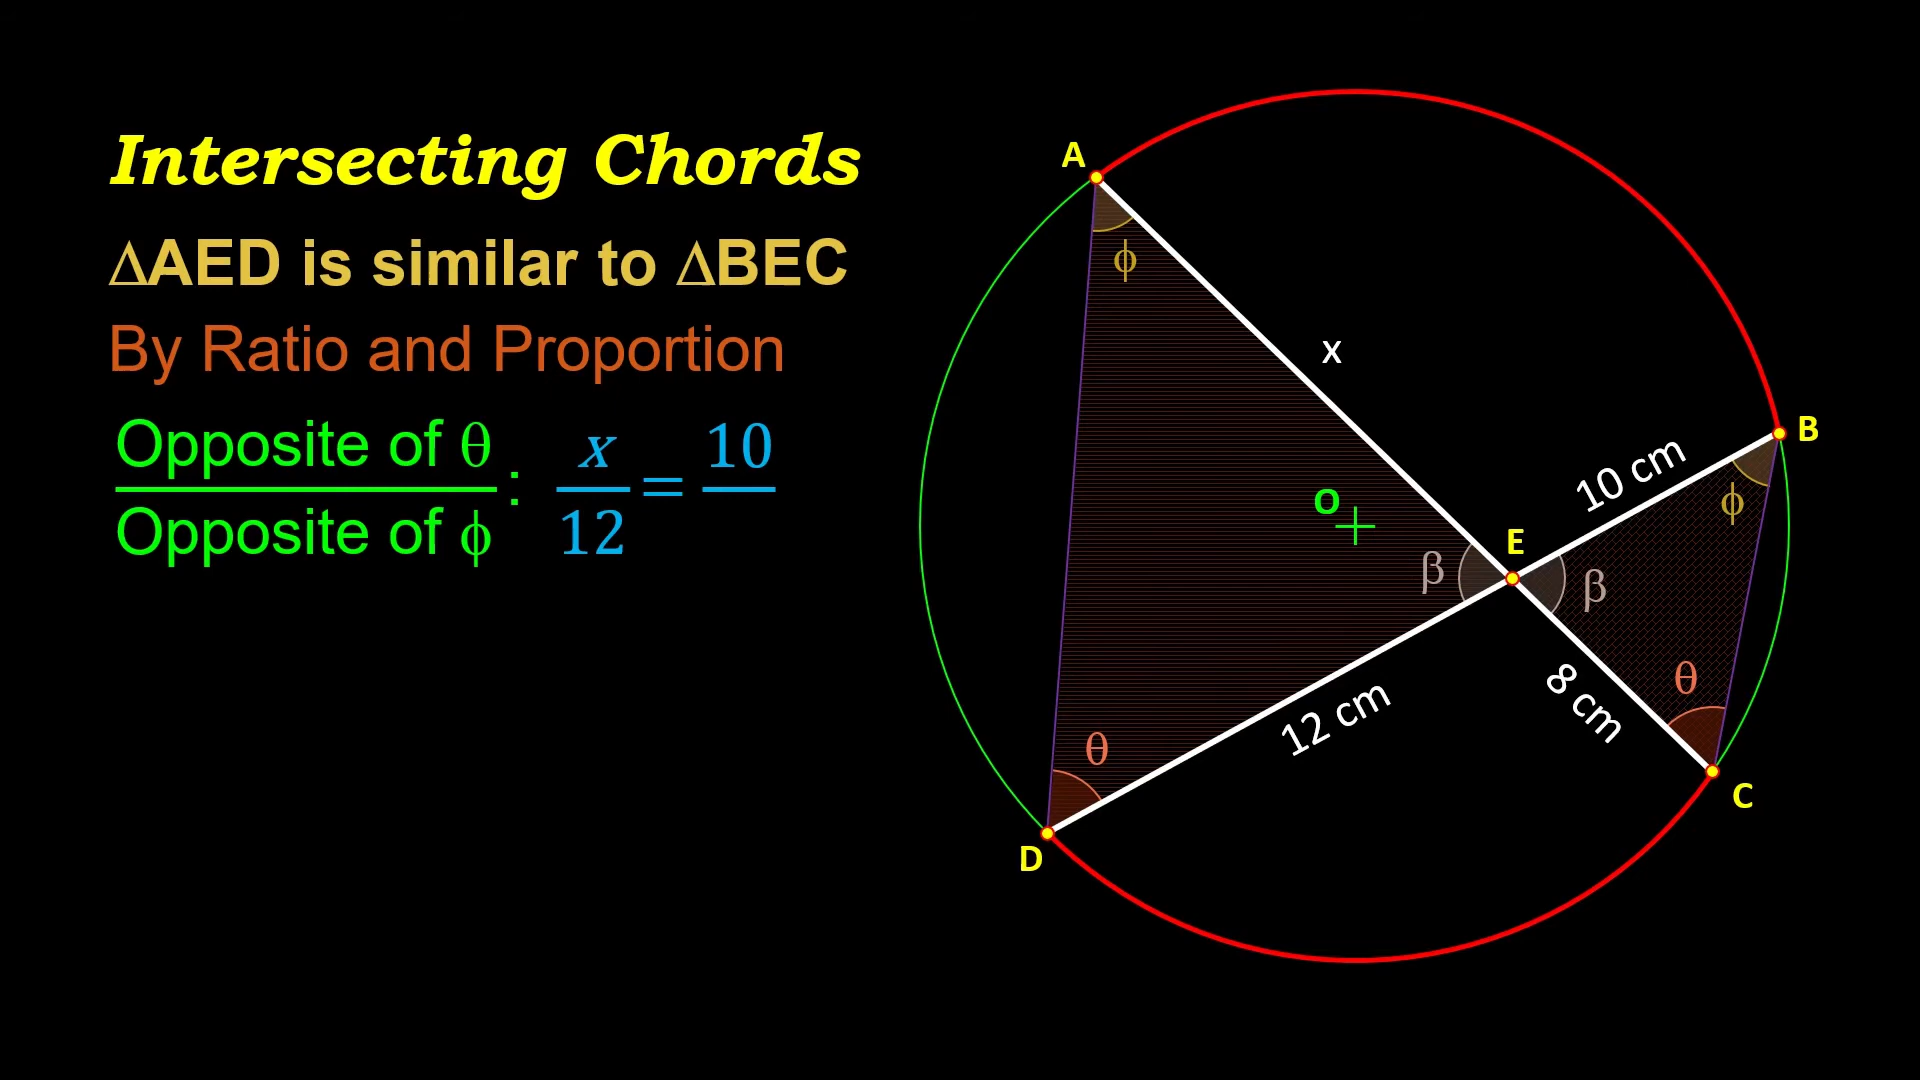 Intersecting Chords
ΔAED is similar to ΔBEC
By Ratio and Proportion
Opposite of θ
Opposite of ϕ
:
x
12
=
10
A
ϕ
x
B
10 cm
ϕ
O
E
β
β
8 cm
θ
12 cm
θ
C
D